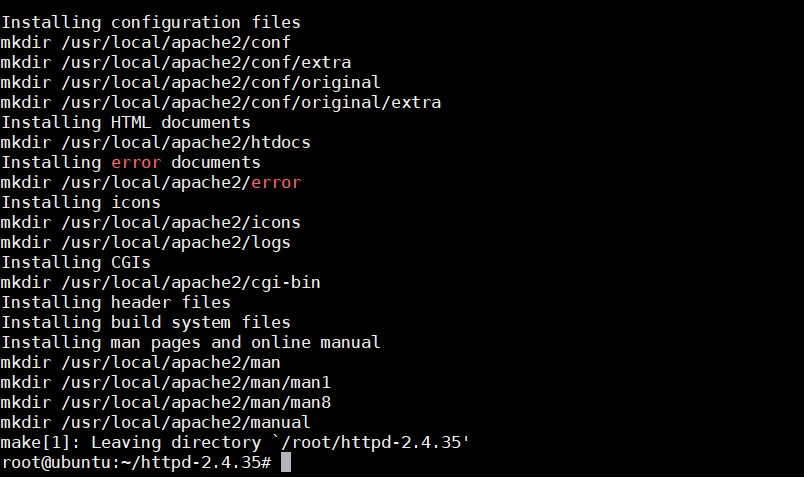 Installing configuration files
mkdir /usr/local/apache2/conf
mkdir /usr/local/apache2/conf/extra
mkdir /usr/local/apache2/conf/original
mkdir /usr/local/apache2/conf/original/extra
Installing HTML documents
mkdir /usr/local/apache2/htdocs
Installing error documents
mkdir /usr/local/apache2/error
Installing icons
mkdir /usr/local/apache2/icons
mkdir /usr/local/apache2/logs
Installing CGIs
mkdir /usr/local/apache2/cgi-bin
Installing header files
Installing build system files
Installing man pages and online manual
mkdir /usr/local/apache2/man
mkdir /usr/local/apache2/man/man1
mkdir /usr/local/apache2/man/man8
mkdir /usr/local/apache2/manual
make[1]: Leaving directory `/root/httpd-2.4.35'
root@ubuntu:~/httpd-2.4.35#